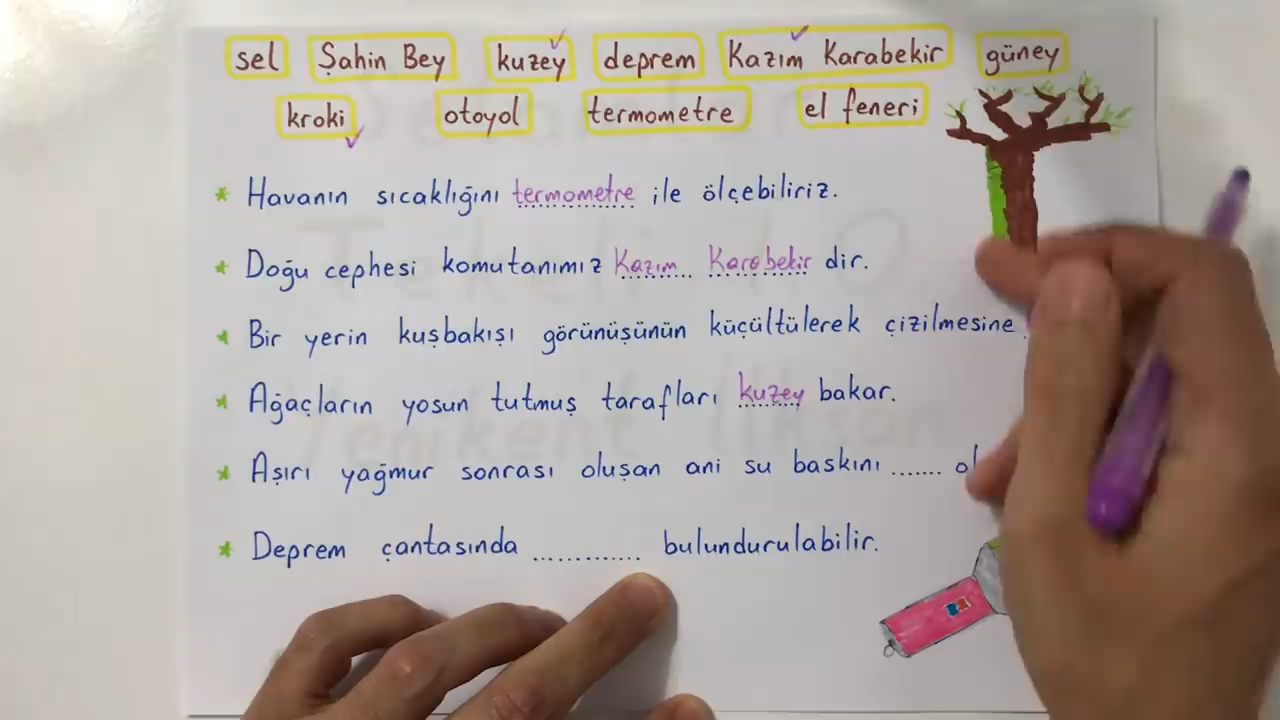 sel Şahin Bey kuzey deprem Kazım Karabekir güney
kroki otoyol termometre el feneri
* Havanın sıcaklığını termometre ile ölçebiliriz.
* Doğu cephesi komutanımız Kazım Karabekir dir.
* Bir yerin kuşbakışı görünüşünün küçültülerek çizilmesine
* Ağaçların yosun tutmuş tarafları kuzey bakar.
* Aşırı yağmur sonrası oluşan ani su baskını .......
* Deprem çantasında ............. bulundurulabilir.